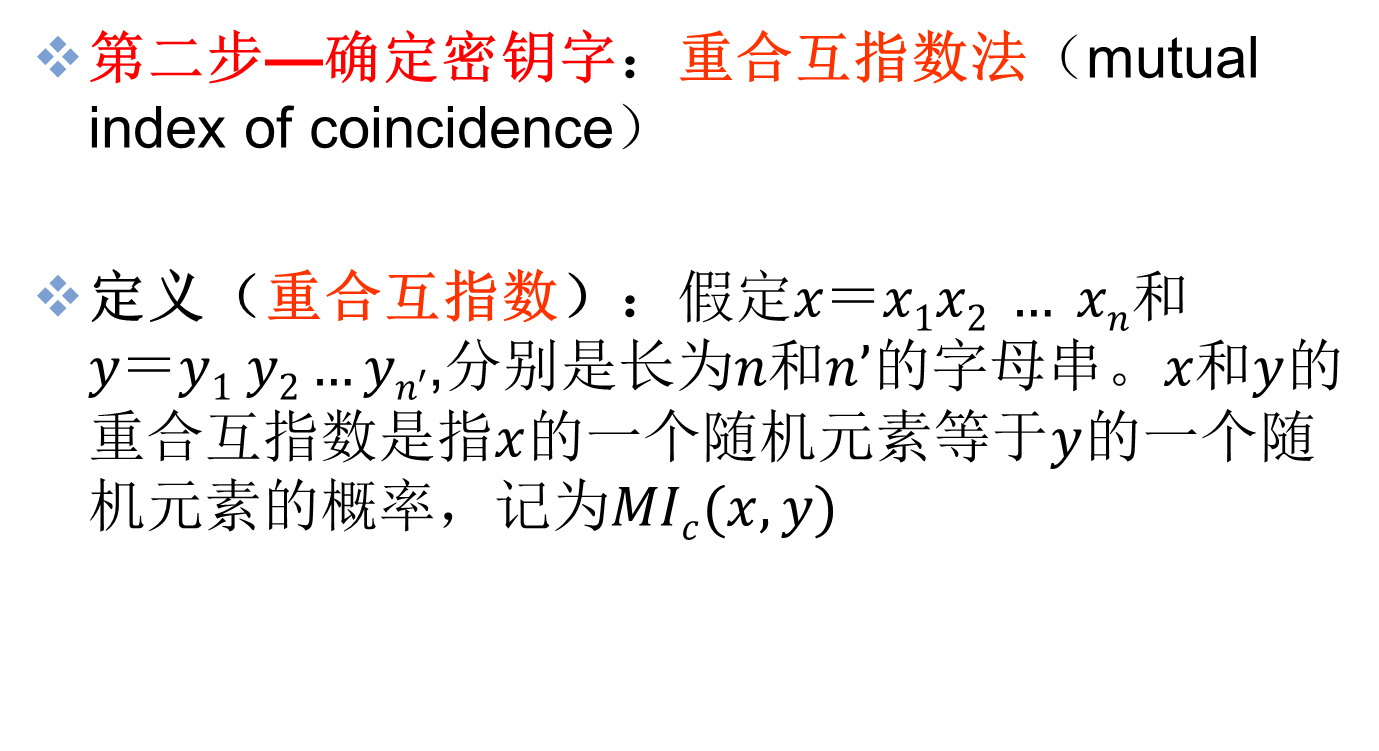 第二步—确定密钥字：重合互指数法（mutual
index of coincidence）
定义（重合互指数）：假定x＝x₁x₂ … xₙ和
y＝y₁ y₂ … yₙ′,分别是长为n和n’的字母串。x和y的
重合互指数是指x的一个随机元素等于y的一个随
机元素的概率，记为MI_c(x, y)